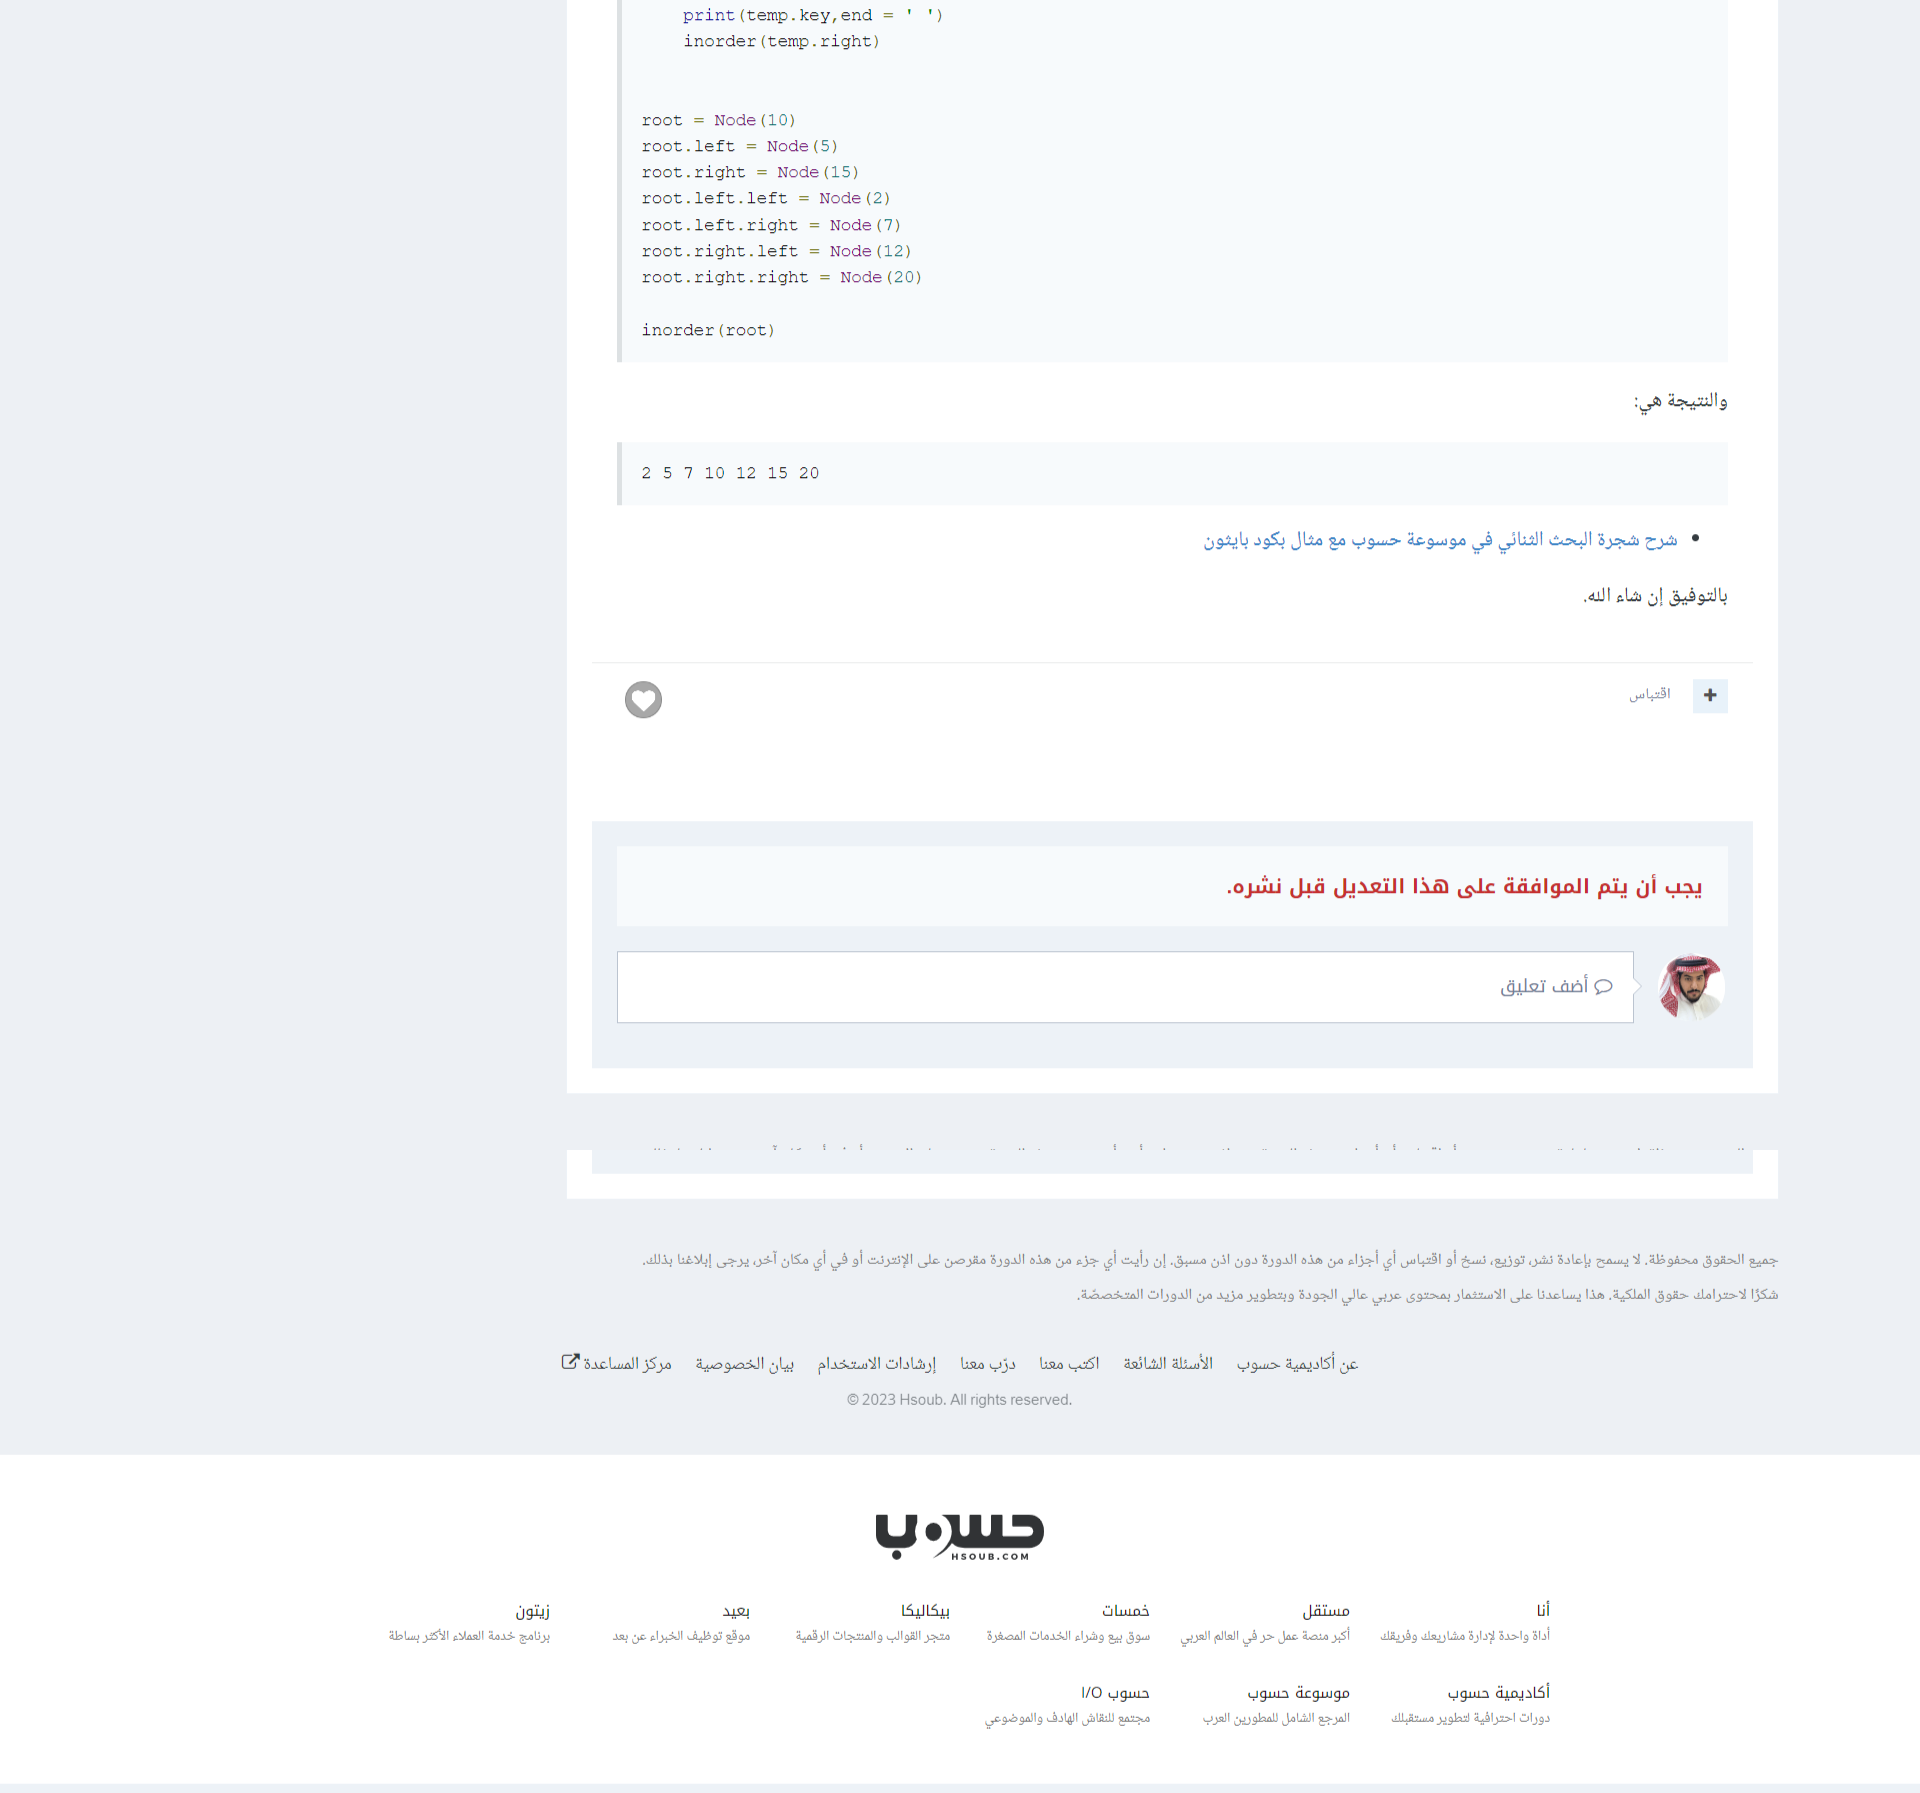 print(temp.key,end = ' ')
    inorder(temp.right)
root = Node(10)
root.left = Node(5)
root.right = Node(15)
root.left.left = Node(2)
root.left.right = Node(7)
root.right.left = Node(12)
root.right.right = Node(20)
inorder(root)
والنتيجة هي:
2 5 7 10 12 15 20
شرح شجرة البحث الثنائي في موسوعة حسوب مع مثال بكود بايثون
بالتوفيق إن شاء الله.
اقتباس
يجب أن يتم الموافقة على هذا التعديل قبل نشره.
أضف تعليق
جميع الحقوق محفوظة. لا يسمح بإعادة نشر، توزيع، نسخ أو اقتباس أي أجزاء من هذه الدورة دون اذن مسبق. إن رأيت أي جزء من هذه الدورة مقرصن على الإنترنت أو في أي مكان آخر، يرجى إبلاغنا بذلك.
شكرًا لاحترامك حقوق الملكية. هذا يساعدنا على الاستثمار بمحتوى عربي عالي الجودة وبتطوير مزيد من الدورات المتخصصّة.
عن أكاديمية حسوب الأسئلة الشائعة اكتب معنا درّب معنا إرشادات الاستخدام بيان الخصوصية مركز المساعدة
© 2023 Hsoub. All rights reserved.
حسوب
HSOUB.COM
أنا مستقل خمسات بيكاليكا بعيد زيتون
أداة واحدة لإدارة مشاريعك وفريقك أكبر منصة عمل حر في العالم العربي سوق بيع وشراء الخدمات المصغرة متجر القوالب والمنتجات الرقمية موقع توظيف الخبراء عن بعد برنامج خدمة العملاء الأكثر بساطة
أكاديمية حسوب موسوعة حسوب حسوب I/O
دورات احترافية لتطوير مستقبلك المرجع الشامل للمطورين العرب مجتمع للنقاش الهادف والموضوعي